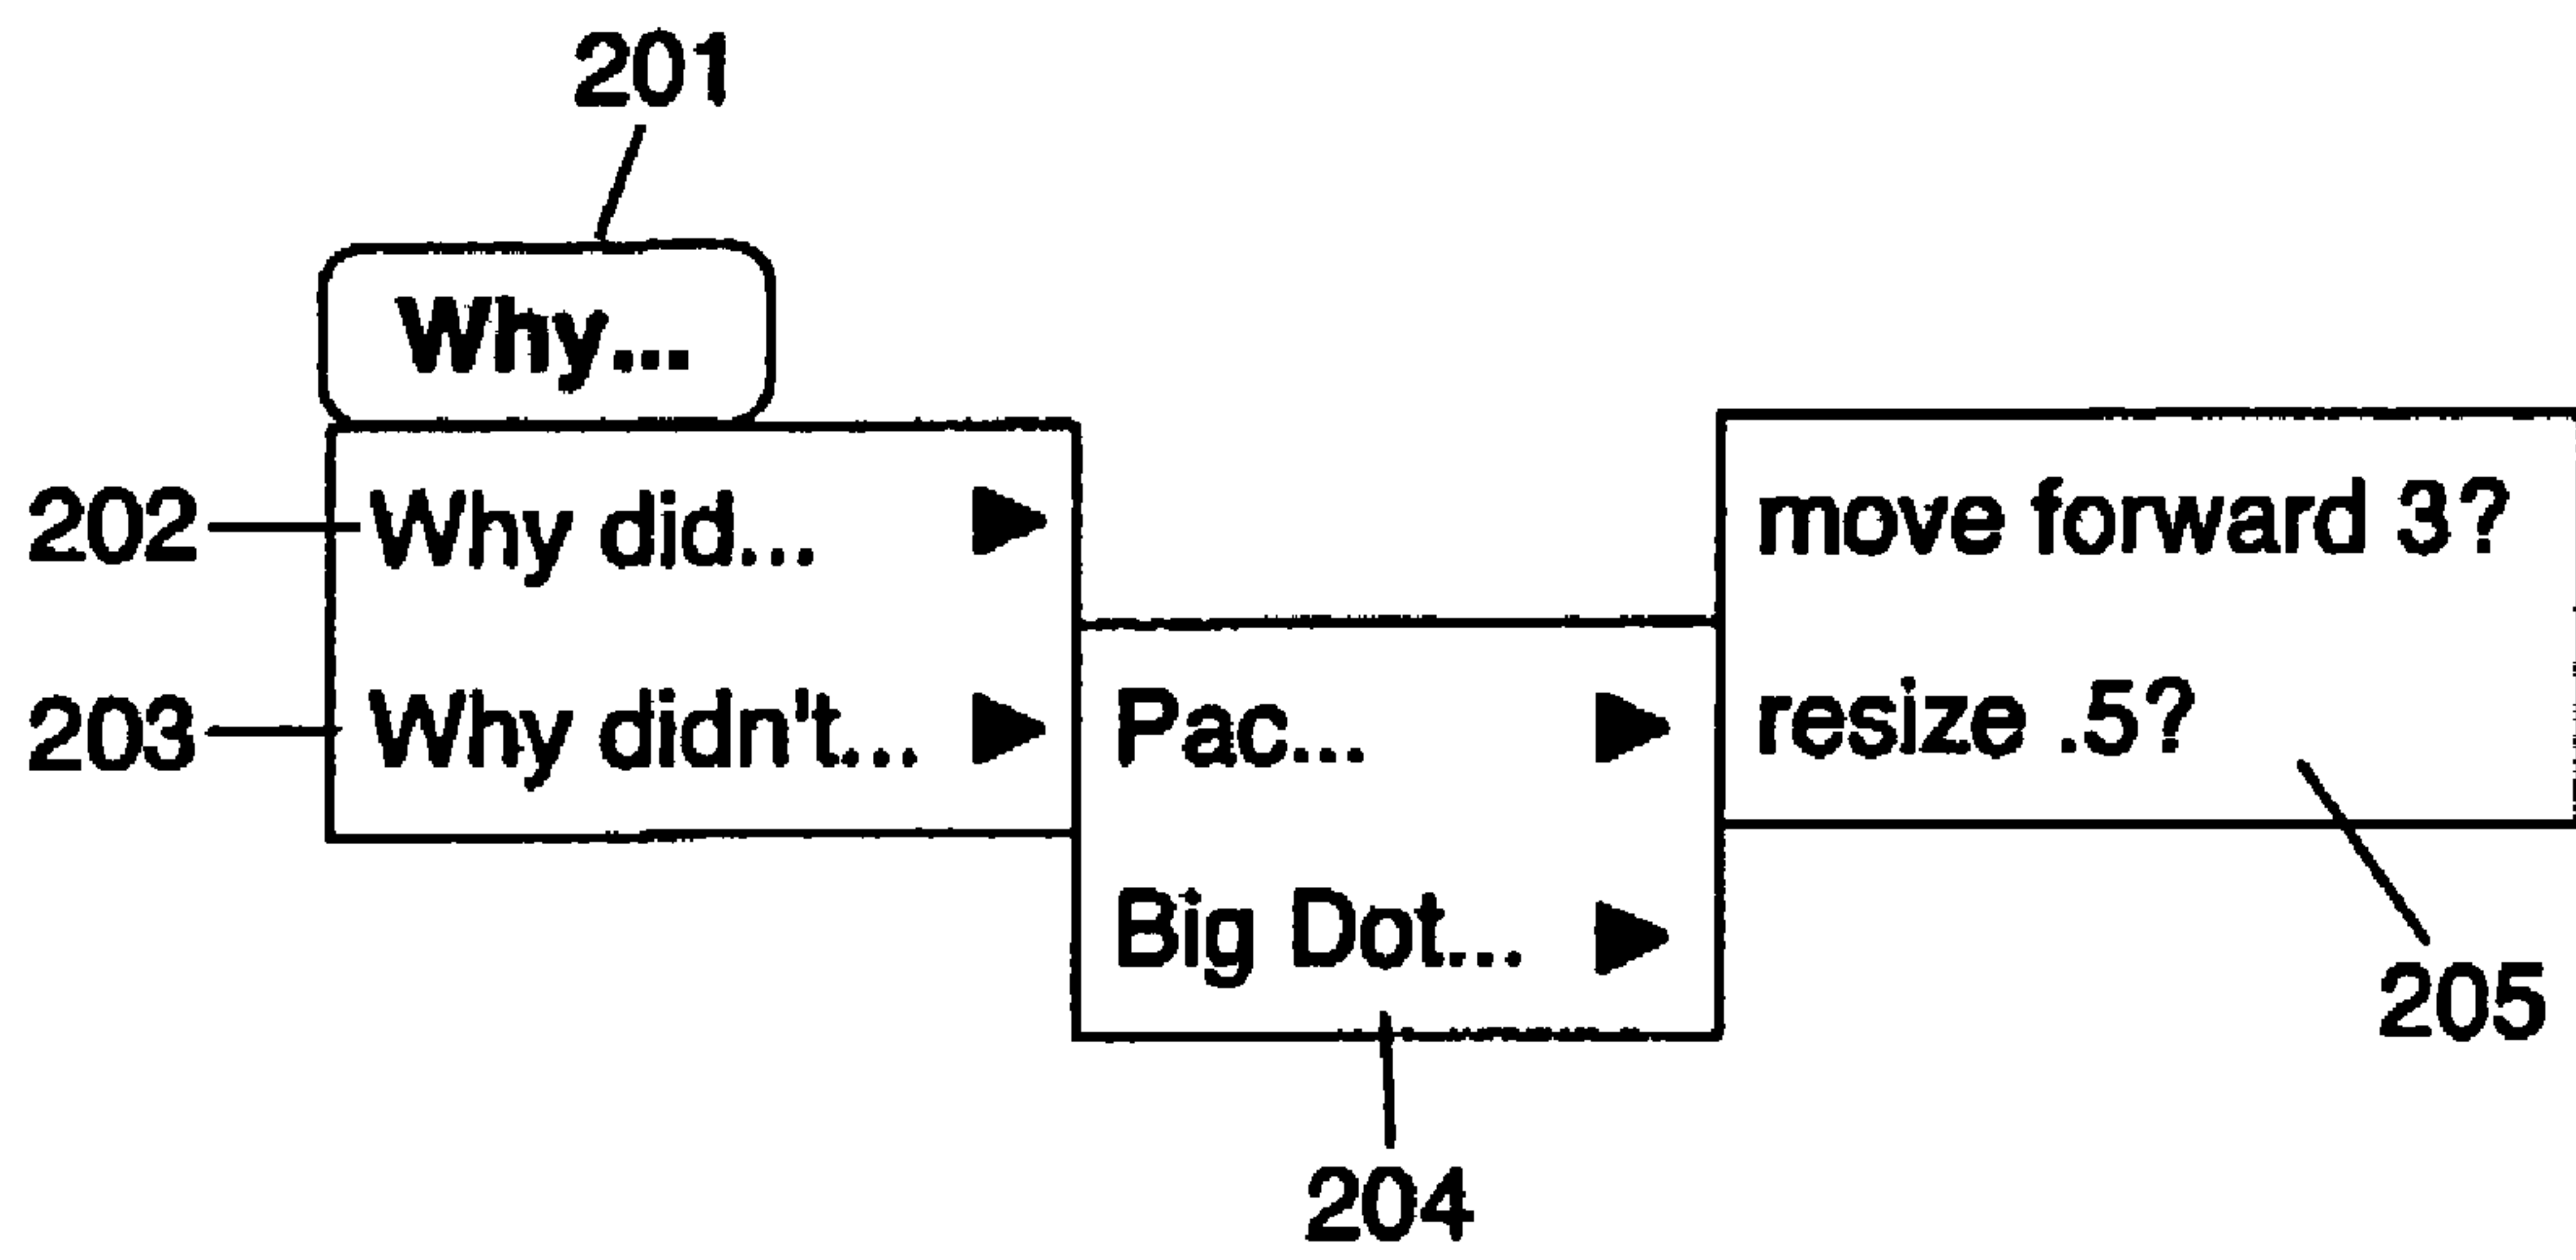 201
Why...
202 Why did...
203 Why didn't...
Pac...
Big Dot...
204
move forward 3?
resize .5?
205